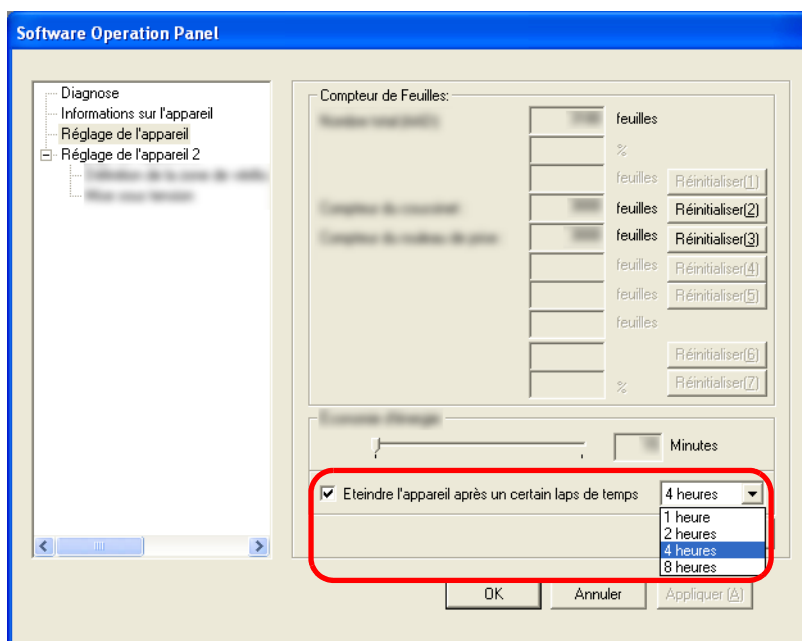 Software Operation Panel
Diagnose
Informations sur l'appareil
Réglage de l'appareil
Réglage de l'appareil 2
Compteur de Feuilles:
feuilles
%
feuilles Réinitialiser(1)
feuilles Réinitialiser(2)
feuilles Réinitialiser(3)
feuilles Réinitialiser(4)
feuilles Réinitialiser(5)
feuilles
Réinitialiser(6)
% Réinitialiser(7)
Minutes
Eteindre l'appareil après un certain laps de temps 4 heures
1 heure
2 heures
4 heures
8 heures
OK Annuler Appliquer (A)